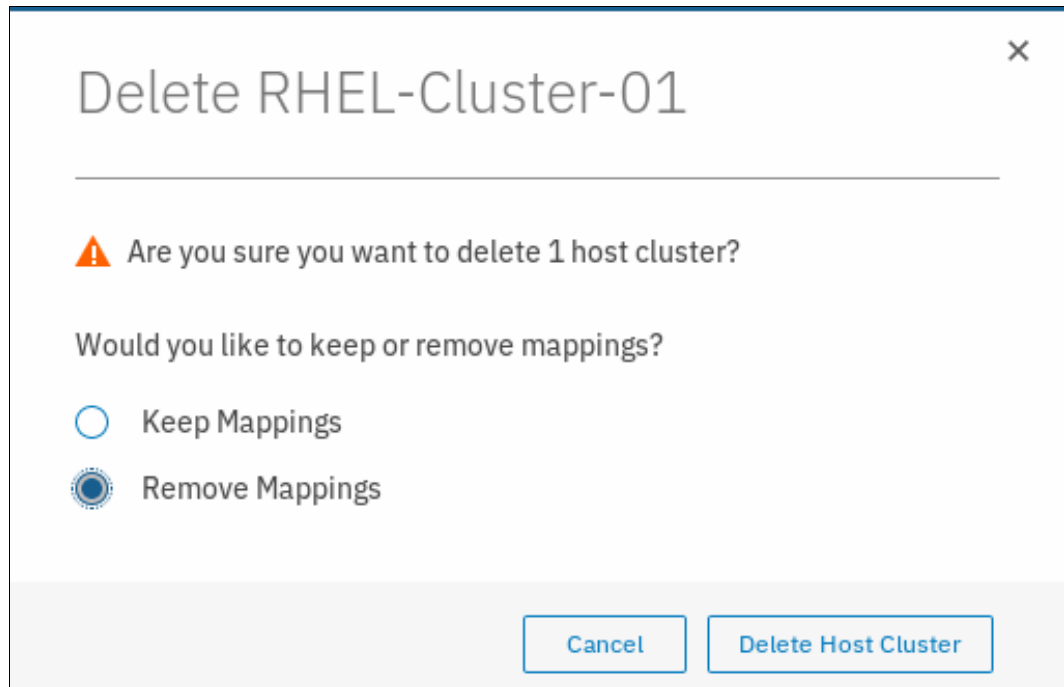 Delete RHEL-Cluster-01
Are you sure you want to delete 1 host cluster?
Would you like to keep or remove mappings?
Keep Mappings
Remove Mappings
Cancel
Delete Host Cluster